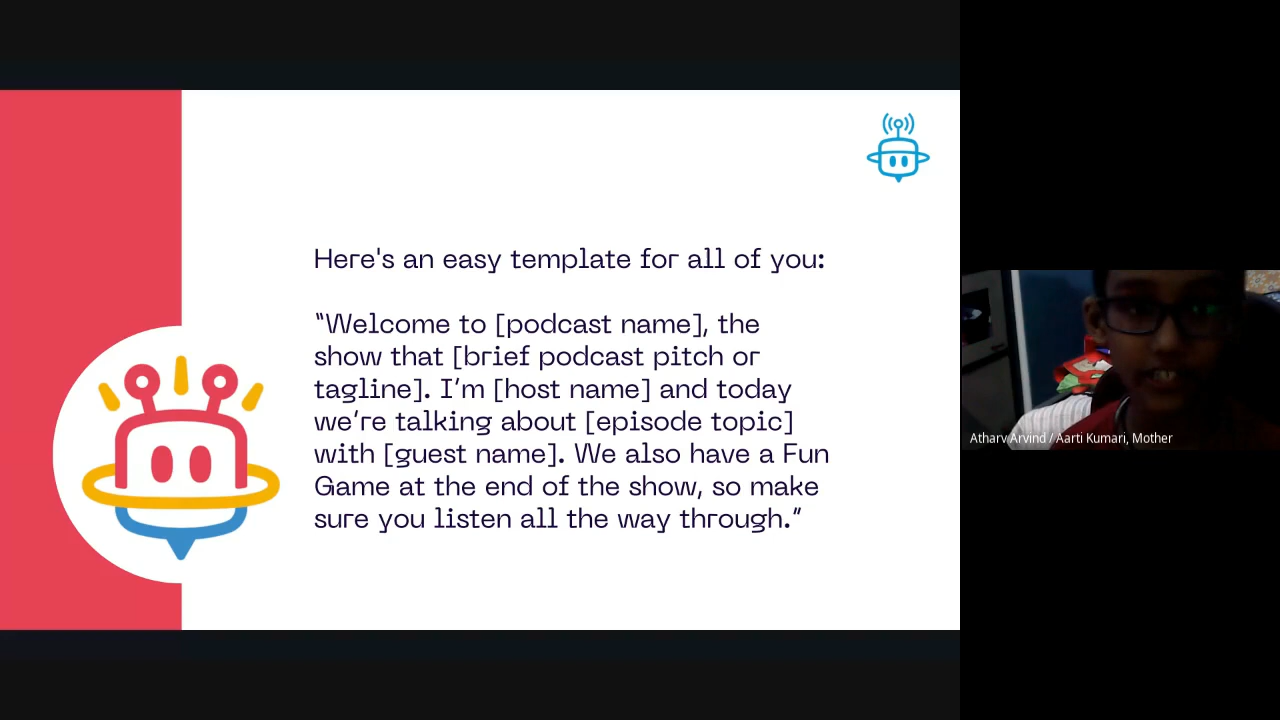 Here's an easy template for all of you:
“Welcome to [podcast name], the
show that [brief podcast pitch or
tagline]. I’m [host name] and today
we’re talking about [episode topic]
with [guest name]. We also have a Fun
Game at the end of the show, so make
sure you listen all the way through.”
Atharv Arvind / Aarti Kumari, Mother